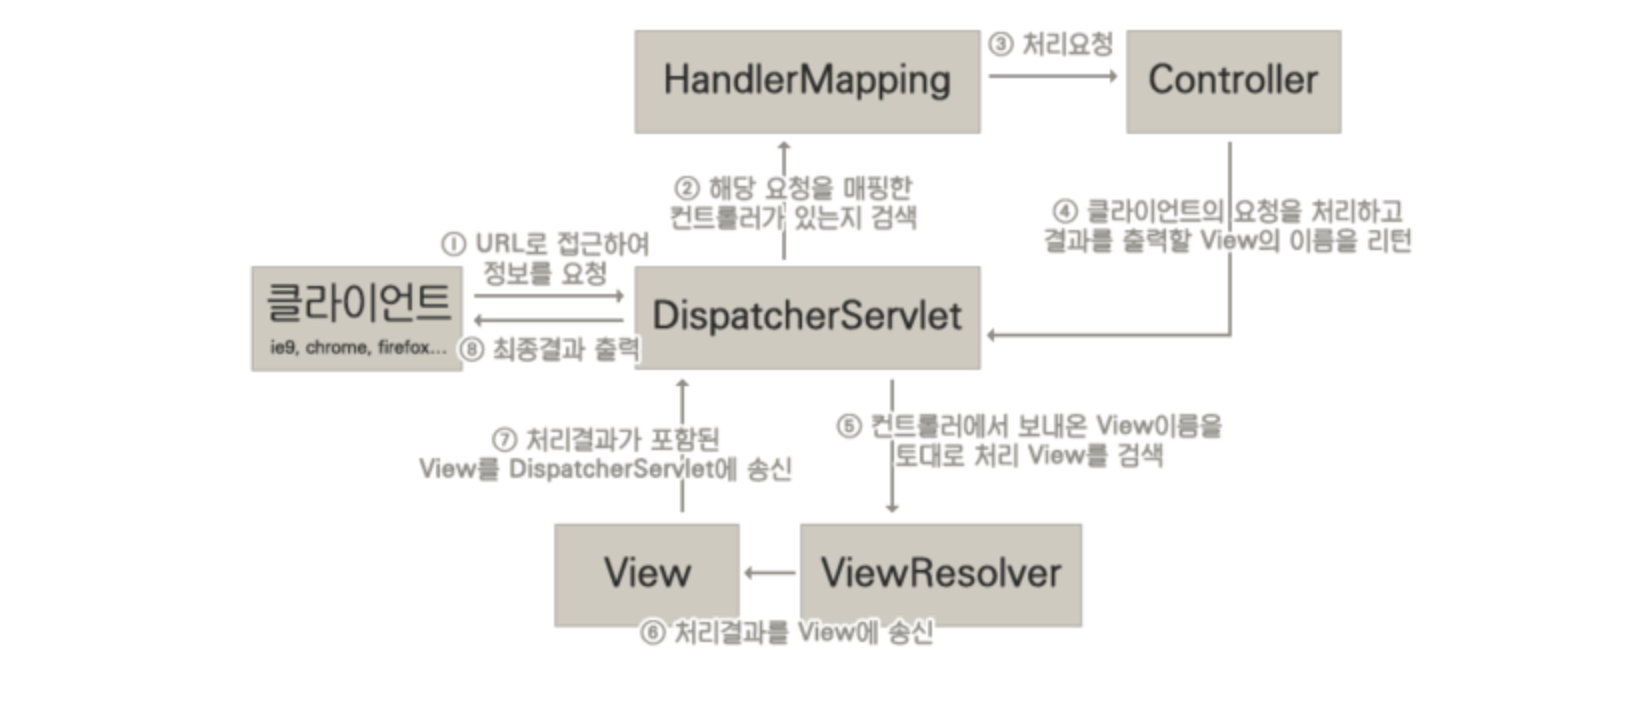 HandlerMapping
③ 처리요청
Controller
② 해당 요청을 매핑한
컨트롤러가 있는지 검색
④ 클라이언트의 요청을 처리하고
결과를 출력할 View의 이름을 리턴
① URL로 접근하여
정보를 요청
클라이언트
ie9, chrome, firefox...
DispatcherServlet
⑧ 최종결과 출력
⑤ 컨트롤러에서 보내온 View이름을
토대로 처리 View를 검색
⑦ 처리결과가 포함된
View를 DispatcherServlet에 송신
View
ViewResolver
⑥ 처리결과를 View에 송신